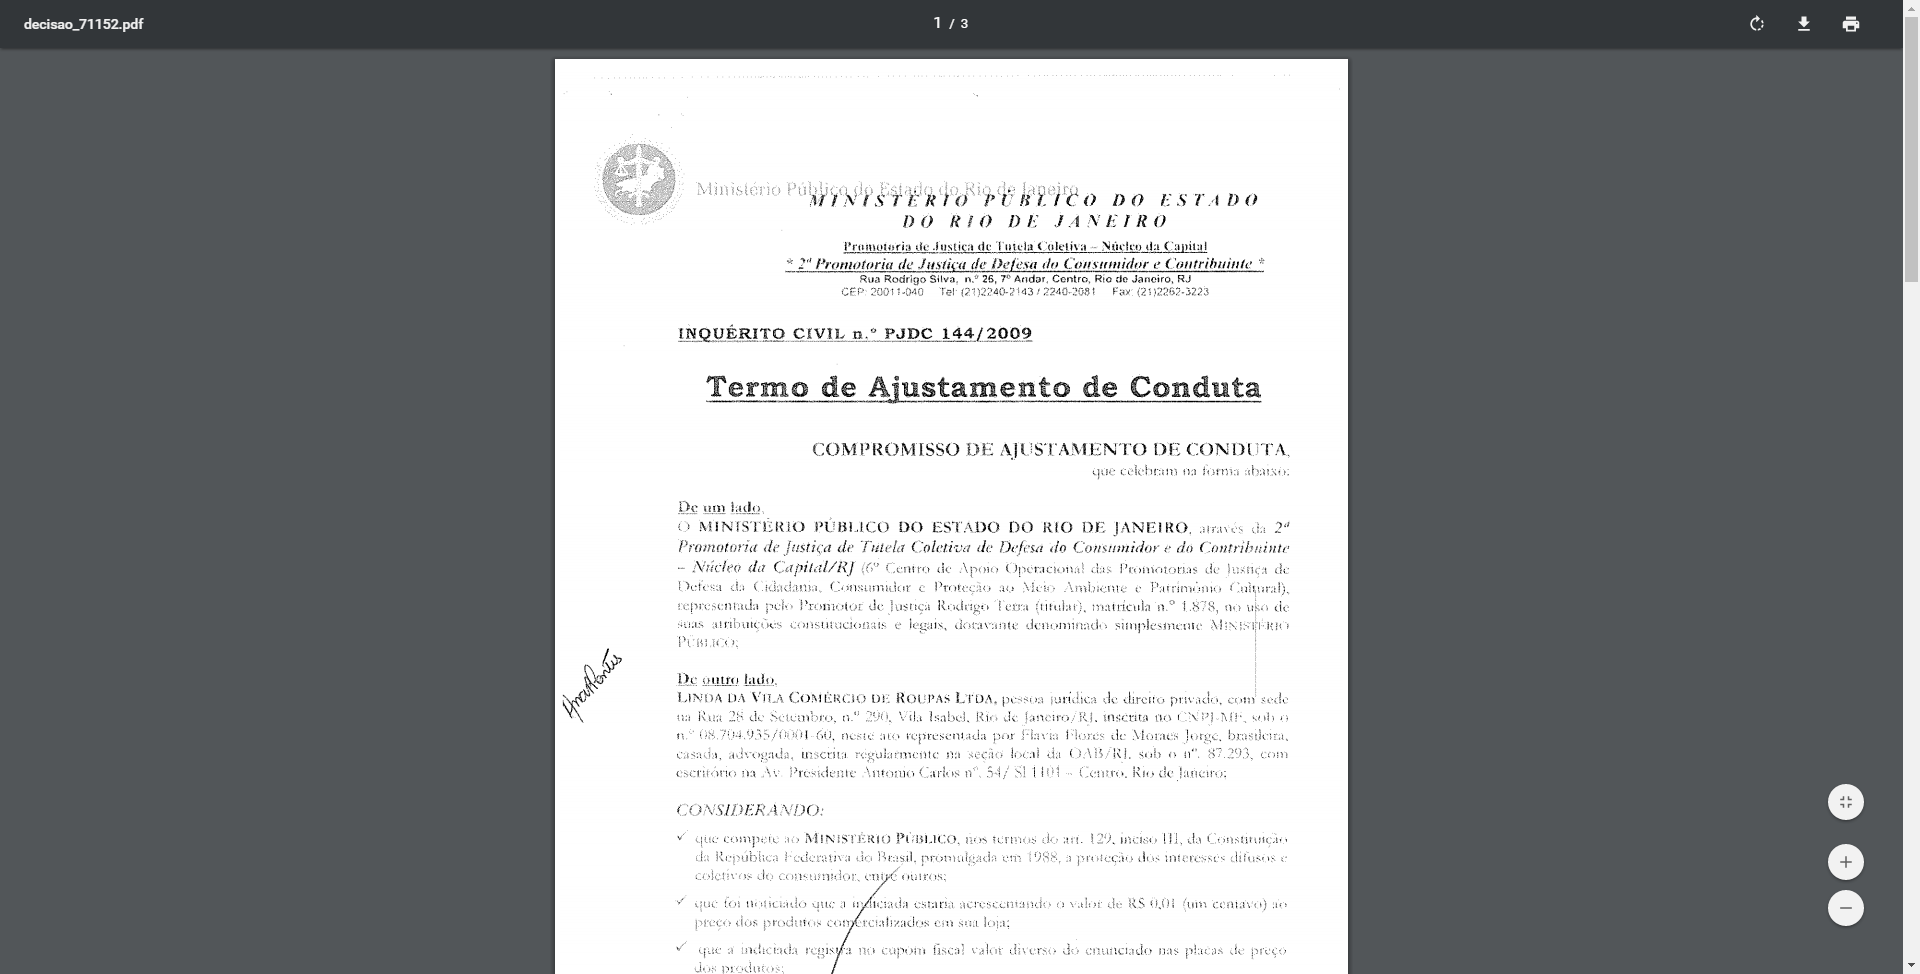 decisao_71152.pdf
1 / 3
Ministério Público do Estado do Rio de Janeiro
MINISTÉRIO PÚBLICO DO ESTADO
DO RIO DE JANEIRO
Promotoria de Justiça de Tutela Coletiva – Núcleo da Capital
* 2ª Promotoria de Justiça de Defesa do Consumidor e Contribuinte *
Rua Rodrigo Silva, n.º 26, 7º Andar, Centro, Rio de Janeiro, RJ
CEP: 20011-040 Tel: (21)2240-2143 / 2240-2081 Fax: (21)2262-3223
INQUÉRITO CIVIL n.º PJDC 144/2009
Termo de Ajustamento de Conduta
COMPROMISSO DE AJUSTAMENTO DE CONDUTA,
que celebram na forma abaixo:
De um lado,
O MINISTÉRIO PÚBLICO DO ESTADO DO RIO DE JANEIRO, através da 2ª
Promotoria de Justiça de Tutela Coletiva de Defesa do Consumidor e do Contribuinte
– Núcleo da Capital/RJ (6º Centro de Apoio Operacional das Promotorias de Justiça de
Defesa da Cidadania, Consumidor e Proteção ao Meio Ambiente e Patrimônio Cultural),
representada pelo Promotor de Justiça Rodrigo Terra (titular), matrícula n.º 1.878, no uso de
suas atribuições constitucionais e legais, doravante denominado simplesmente MINISTÉRIO
PÚBLICO;
De outro lado,
LINDA DA VILA COMÉRCIO DE ROUPAS LTDA, pessoa jurídica de direito privado, com sede
na Rua 28 de Setembro, n.º 290, Vila Isabel, Rio de Janeiro/RJ, inscrita no CNPJ-MF, sob o
n.º 08.704.935/0001-60, neste ato representada por Flavia Flores de Moraes Jorge, brasileira,
casada, advogada, inscrita regularmente na seção local da OAB/RJ, sob o nº. 87.293, com
escritório na Av. Presidente Antonio Carlos nº. 54/ Sl 1101 – Centro, Rio de Janeiro;
CONSIDERANDO:
✓ que compete ao MINISTÉRIO PÚBLICO, nos termos do art. 129, inciso III, da Constituição
da República Federativa do Brasil, promulgada em 1988, a proteção dos interesses difusos e
coletivos do consumidor, entre outros;
✓ que foi noticiado que a indiciada estaria acrescentando o valor de R$ 0,01 (um centavo) ao
preço dos produtos comercializados em sua loja;
✓ que a indiciada registra no cupom fiscal valor diverso do enunciado nas placas de preço
dos produtos;